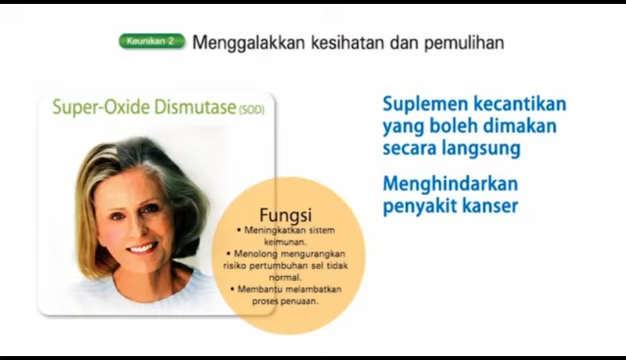 Keunikan 2 Menggalakkan kesihatan dan pemulihan
Super-Oxide Dismutase (SOD)
Fungsi
• Meningkatkan sistem
keimunan.
• Menolong mengurangkan
risiko pertumbuhan sel tidak
normal.
• Membantu melambatkan
proses penuaan.
Suplemen kecantikan
yang boleh dimakan
secara langsung
Menghindarkan
penyakit kanser